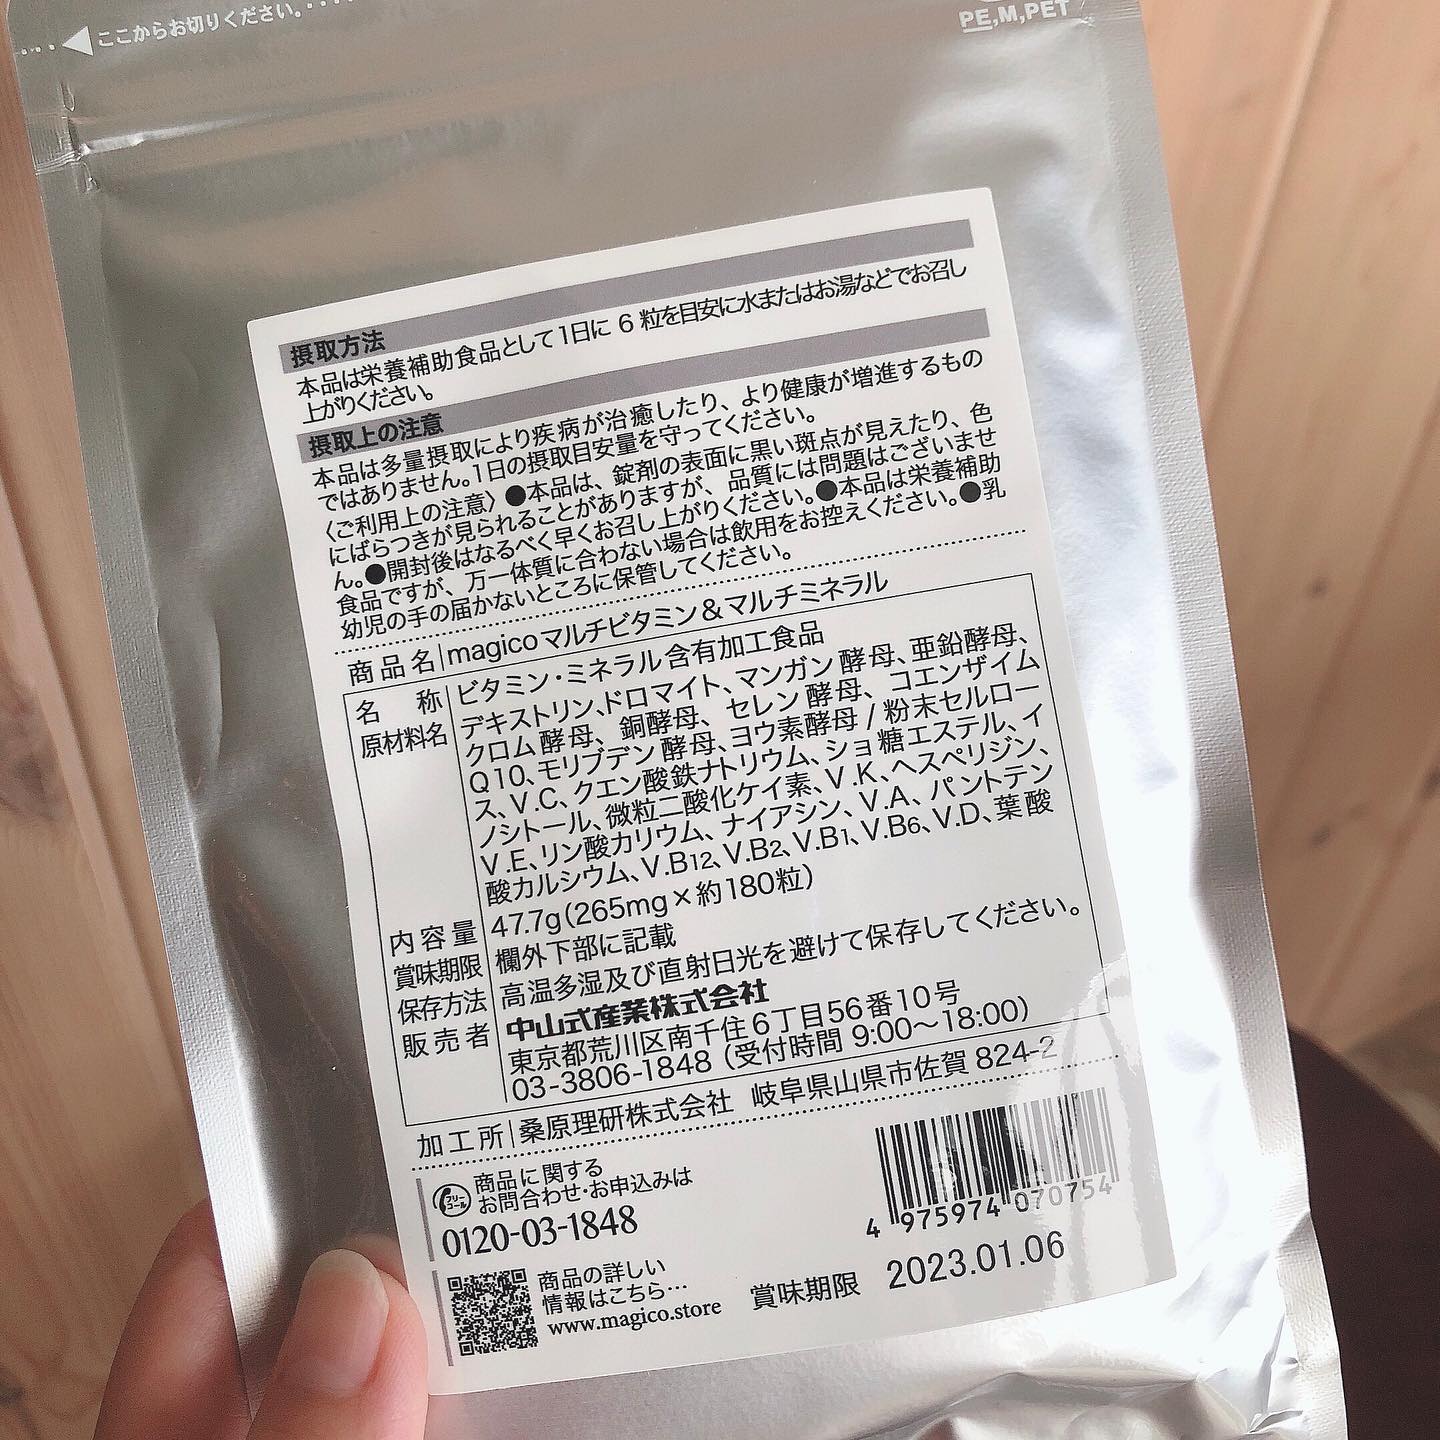 ここからお切りください。
PE,M,PET
摂取方法
本品は栄養補助食品として1日に 6 粒を目安に水またはお湯などでお召し
上がりください。
摂取上の注意
本品は多量摂取により疾病が治癒したり、より健康が増進するもの
ではありません。1日の摂取目安量を守ってください。
〈ご利用上の注意〉●本品は、錠剤の表面に黒い斑点が見えたり、色
にばらつきが見られることがありますが、品質には問題はございませ
ん。●開封後はなるべく早くお召し上がりください。●本品は栄養補助
食品ですが、万一体質に合わない場合は飲用をお控えください。●乳
幼児の手の届かないところに保管してください。
商品名 magicoマルチビタミン&マルチミネラル
名 称 ビタミン・ミネラル含有加工食品
原材料名 デキストリン、ドロマイト、マンガン酵母、亜鉛酵母、
クロム酵母、銅酵母、セレン酵母、コエンザイム
Q10、モリブデン酵母、ヨウ素酵母/粉末セルロー
ス、V.C、クエン酸鉄ナトリウム、ショ糖エステル、イ
ノシトール、微粒二酸化ケイ素、V.K、ヘスペリジン、
V.E、リン酸カリウム、ナイアシン、V.A、パントテン
酸カルシウム、V.B12、V.B2、V.B1、V.B6、V.D、葉酸
内容量 47.7g(265mg×約180粒)
賞味期限 欄外下部に記載
保存方法 高温多湿及び直射日光を避けて保存してください。
販売者 中山式産業株式会社
東京都荒川区南千住6丁目56番10号
03-3806-1848(受付時間 9:00〜18:00)
加工所 桑原理研株式会社 岐阜県山県市佐賀 824-2
フリーコール
商品に関する
お問合わせ・お申込みは
0120-03-1848
4 975974 070754
商品の詳しい
情報はこちら…
www.magico.store
賞味期限 2023.01.06